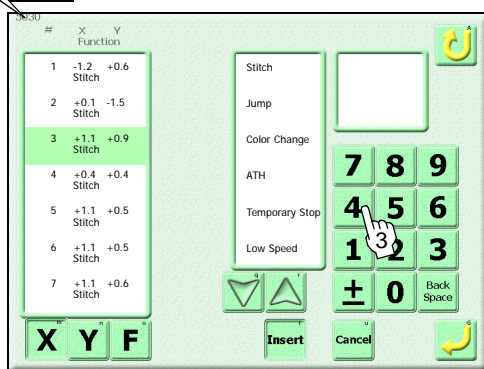 5030
# X Y
Function
1 -1.2 +0.6
Stitch
2 +0.1 -1.5
Stitch
3 +1.1 +0.9
Stitch
4 +0.4 +0.4
Stitch
5 +1.1 +0.5
Stitch
6 +1.1 +0.5
Stitch
7 +1.1 +0.6
Stitch
Stitch
Jump
Color Change
ATH
Temporary Stop
Low Speed
A
7 8 9
4 5 6
3
1 2 3
± 0 Back
Space
q r
m n o
X Y F
t
Insert
u
Cancel
G